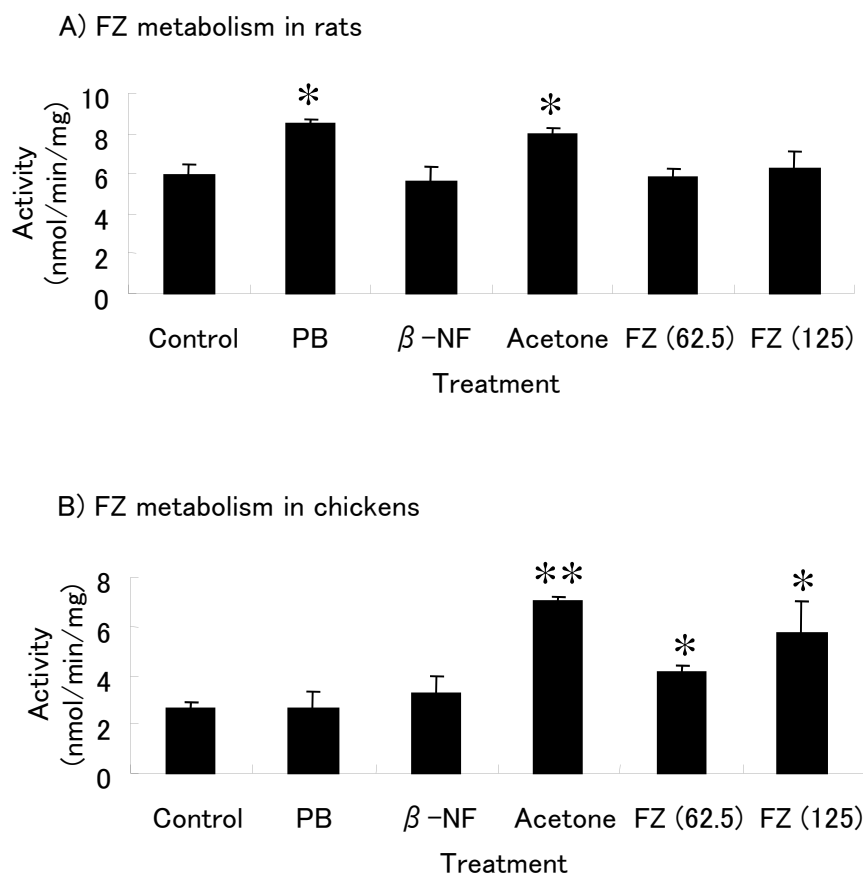 A) FZ metabolism in rats
Activity
(nmol/min/mg)
10
8
6
4
2
0
* *
Control PB β-NF Acetone FZ (62.5) FZ (125)
Treatment
B) FZ metabolism in chickens
Activity
(nmol/min/mg)
8
6
4
2
0
** * *
Control PB β-NF Acetone FZ (62.5) FZ (125)
Treatment